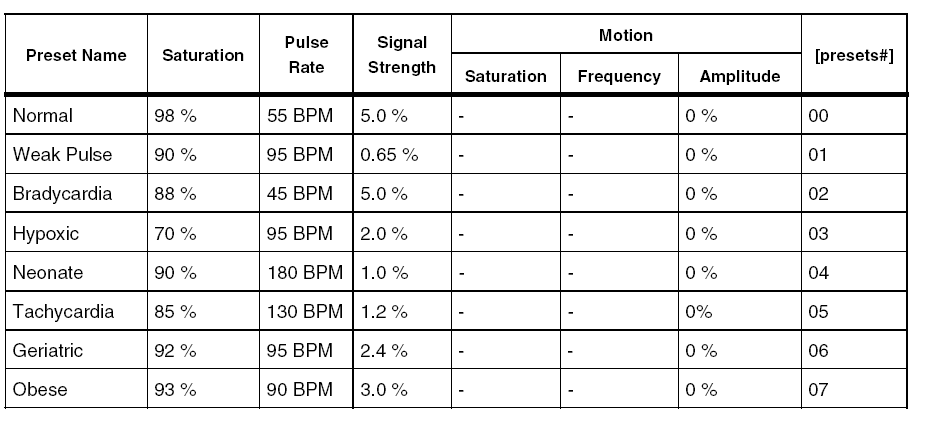 Preset Name Saturation Pulse Rate Signal Strength Motion [presets#]
Saturation Frequency Amplitude
Normal 98 % 55 BPM 5.0 % - - 0 % 00
Weak Pulse 90 % 95 BPM 0.65 % - - 0 % 01
Bradycardia 88 % 45 BPM 5.0 % - - 0 % 02
Hypoxic 70 % 95 BPM 2.0 % - - 0 % 03
Neonate 90 % 180 BPM 1.0 % - - 0 % 04
Tachycardia 85 % 130 BPM 1.2 % - - 0% 05
Geriatric 92 % 95 BPM 2.4 % - - 0 % 06
Obese 93 % 90 BPM 3.0 % - - 0 % 07